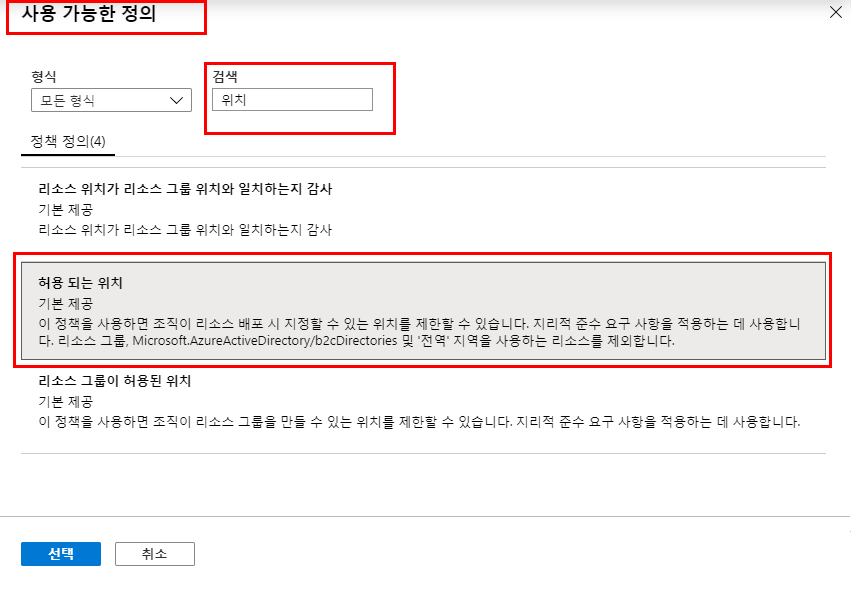 사용 가능한 정의
형식
검색
모든 형식
위치
정책 정의(4)
리소스 위치가 리소스 그룹 위치와 일치하는지 감사
기본 제공
리소스 위치가 리소스 그룹 위치와 일치하는지 감사
허용 되는 위치
기본 제공
이 정책을 사용하면 조직이 리소스 배포 시 지정할 수 있는 위치를 제한할 수 있습니다. 지리적 준수 요구 사항을 적용하는 데 사용합니
다. 리소스 그룹, Microsoft.AzureActiveDirectory/b2cDirectories 및 '전역' 지역을 사용하는 리소스를 제외합니다.
리소스 그룹이 허용된 위치
기본 제공
이 정책을 사용하면 조직이 리소스 그룹을 만들 수 있는 위치를 제한할 수 있습니다. 지리적 준수 요구 사항을 적용하는 데 사용합니다.
선택
취소